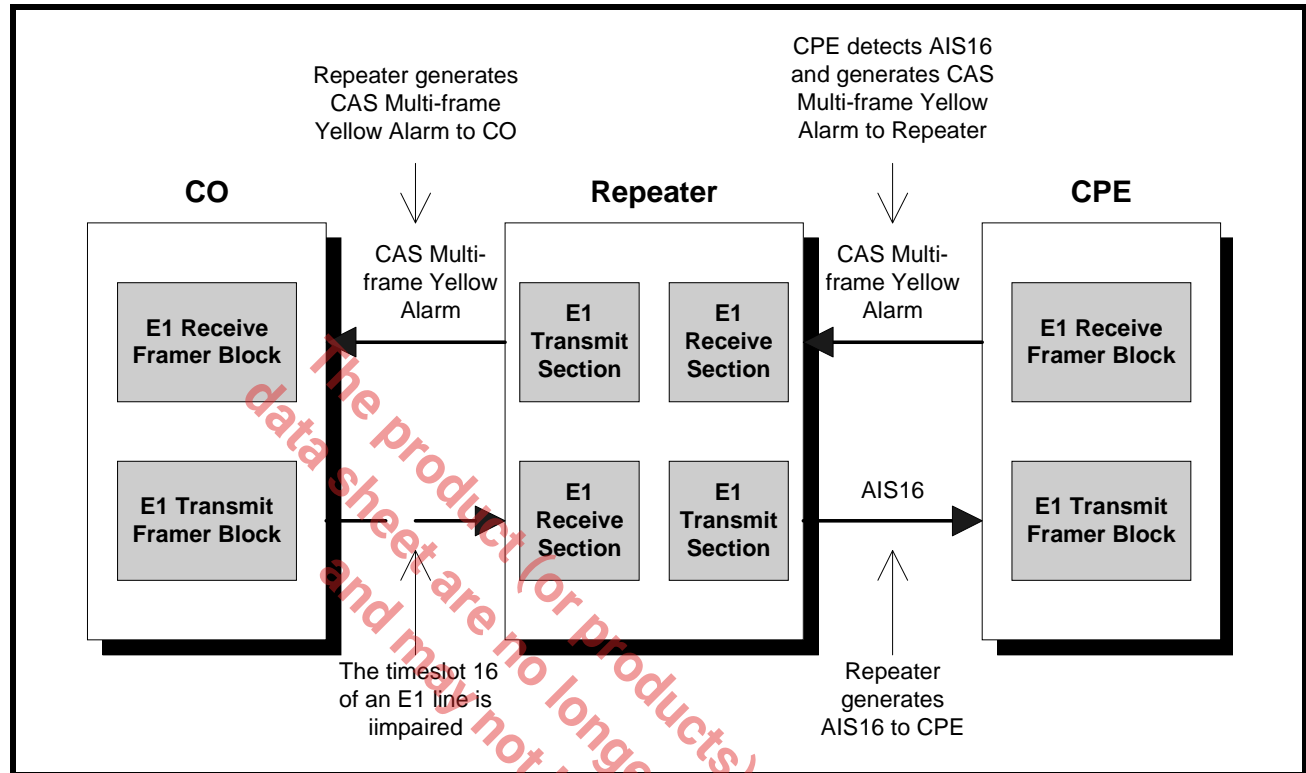 Repeater generates
CAS Multi-frame
Yellow Alarm to CO
CPE detects AIS16
and generates CAS
Multi-frame Yellow
Alarm to Repeater
CO
Repeater
CPE
CAS Multi-
frame Yellow
Alarm
CAS Multi-
frame Yellow
Alarm
E1 Receive
Framer Block
E1
Transmit
Section
E1
Receive
Section
E1 Receive
Framer Block
E1 Transmit
Framer Block
E1
Receive
Section
E1
Transmit
Section
AIS16
E1 Transmit
Framer Block
The timeslot 16
of an E1 line is
iimpaired
Repeater
generates
AIS16 to CPE
The product (or products)
data sheet are no longe
and may not